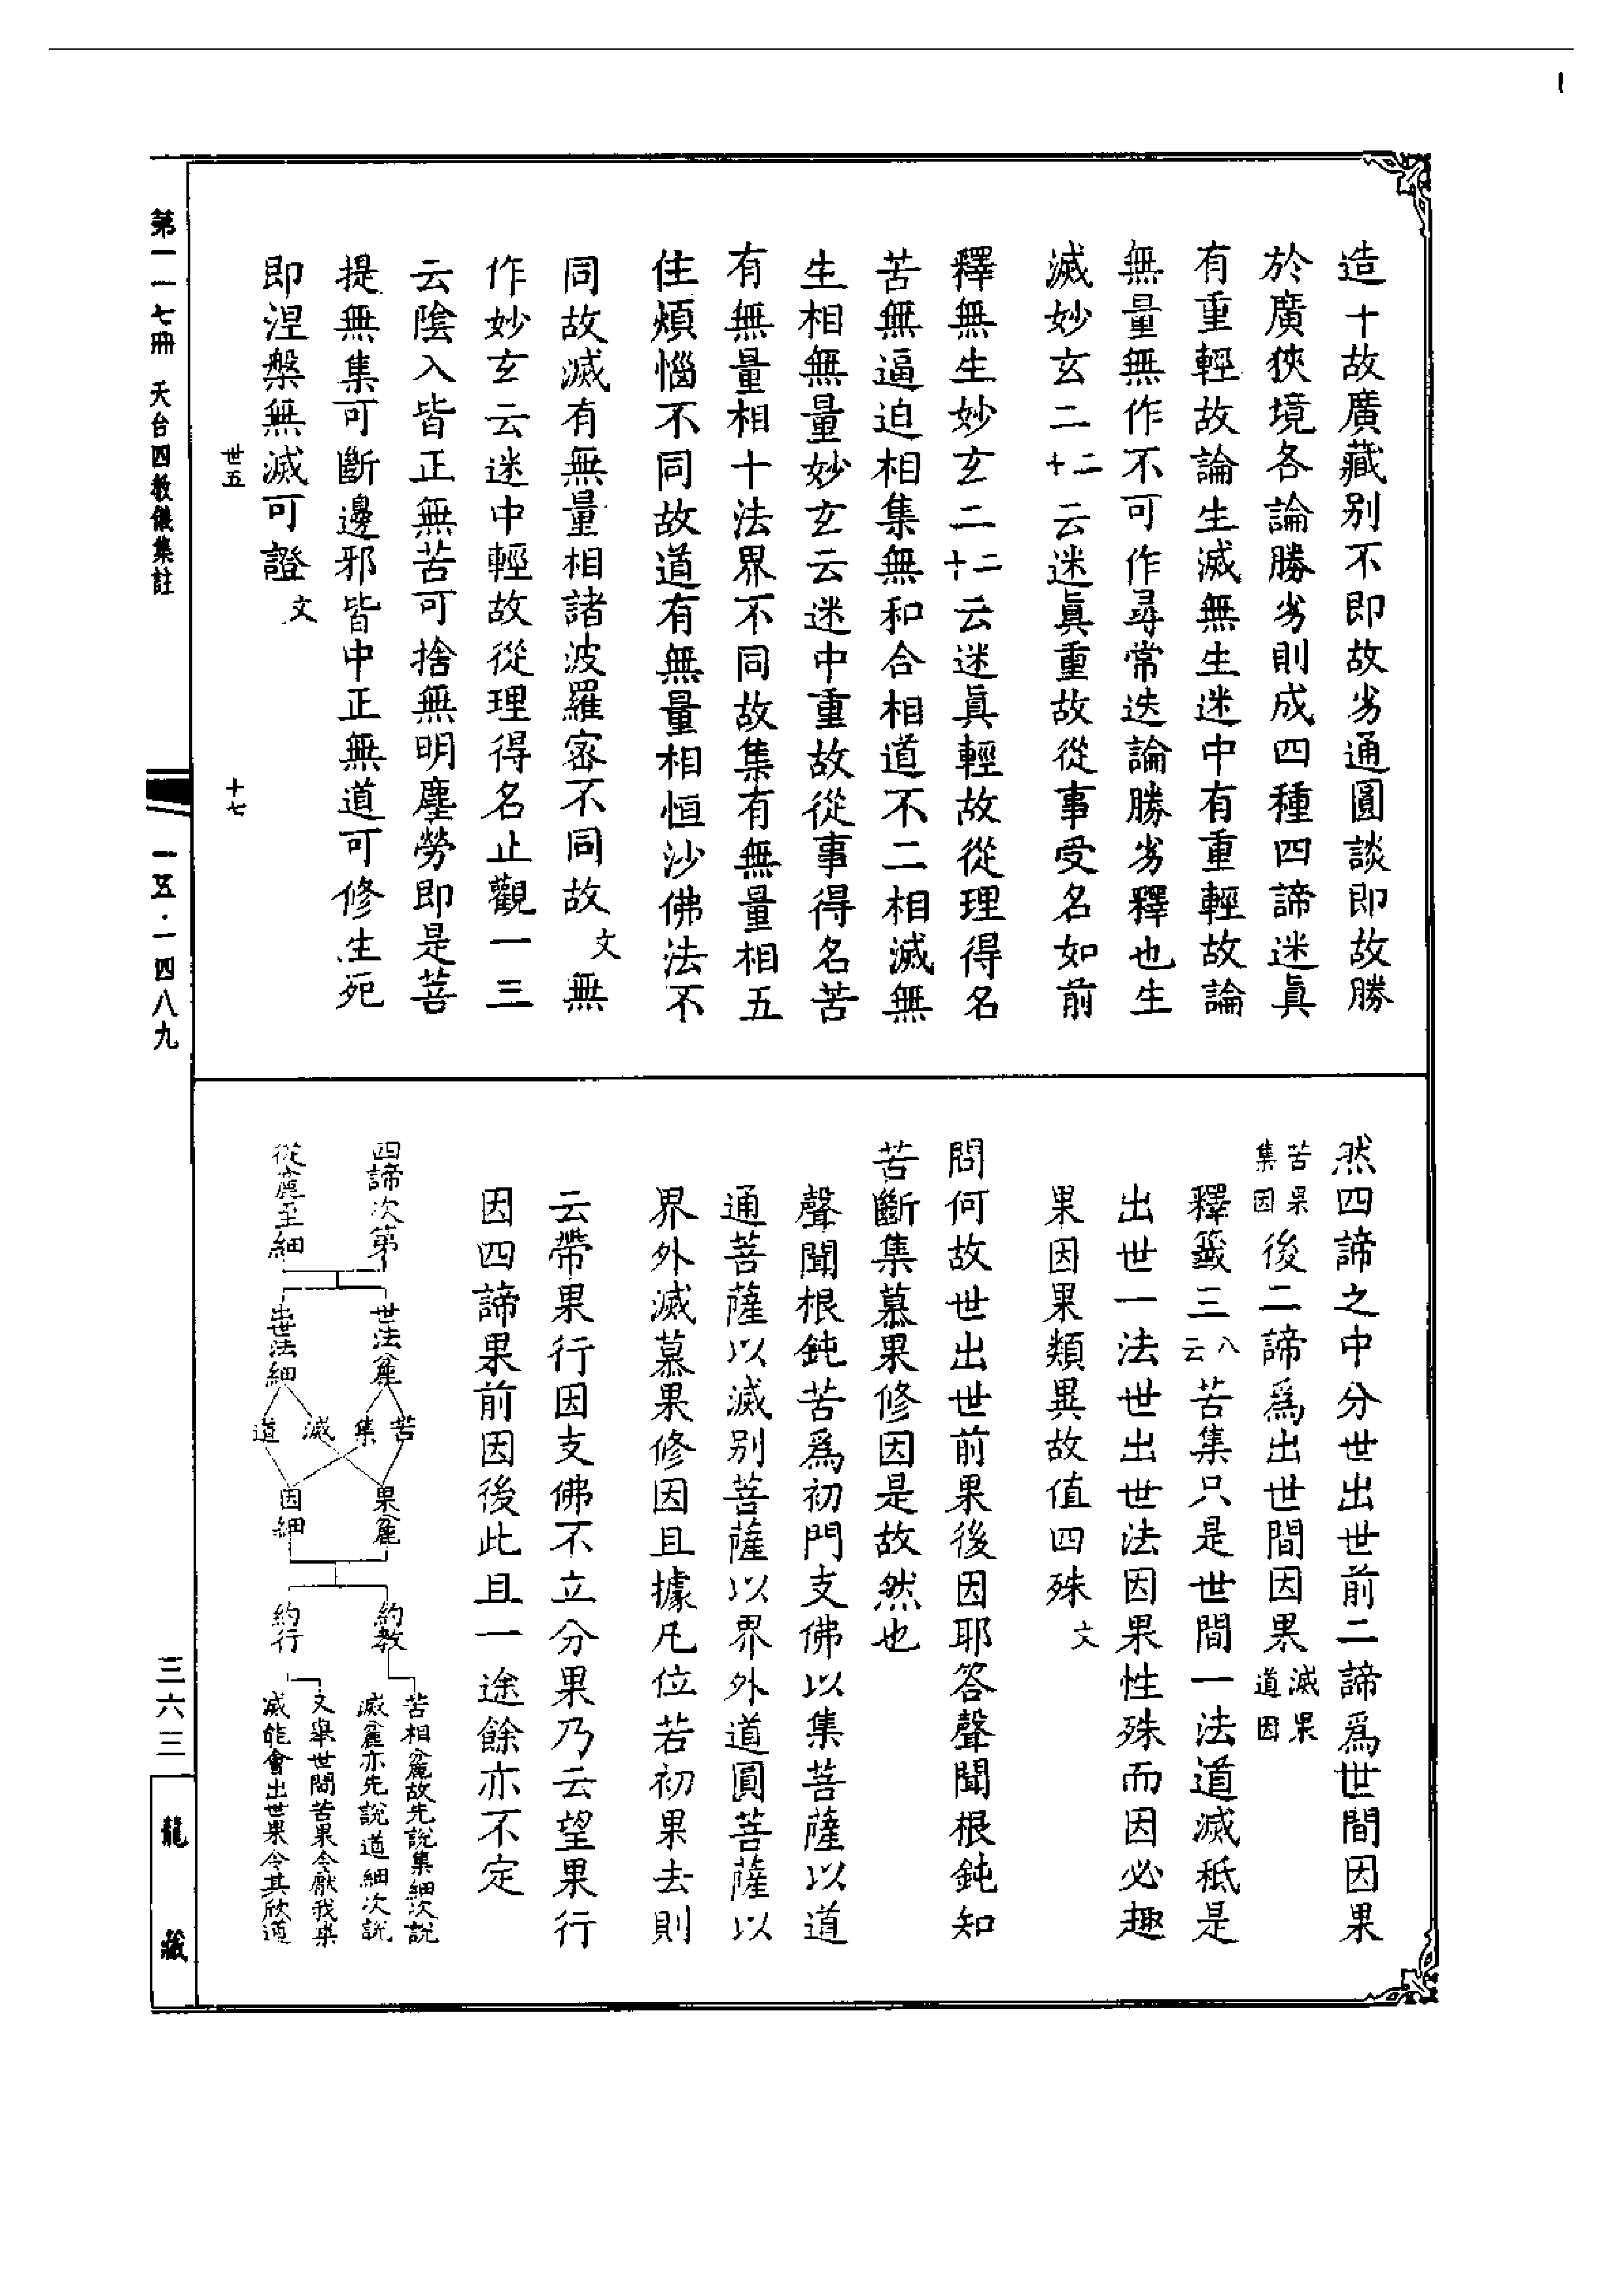 造十故廣藏别不即故劣通圓談即故勝
於廣狹境各論勝劣則成四種四諦迷眞
有重輕故論生滅無生迷中有重輕故論
無量無作不可作尋常迭論勝劣釋也生
滅妙玄二二十云迷眞重故從事受名如前
釋無生妙玄二二十云迷眞輕故從理得名
苦無逼迫相集無和合相道不二相滅無
生相無量妙玄云迷中重故從事得名苦
有無量相十法界不同故集有無量相五
住煩惱不同故道有無量相恒沙佛法不
同故滅有無量相諸波羅密不同故文無
作妙玄云迷中輕故從理得名止觀一三
云陰入皆正無苦可捨無明塵勞即是菩
提無集可斷邊邪皆中正無道可修生死
即涅槃無滅可證文
然四諦之中分世出世前二諦爲世間因果
苦果集因後二諦爲出世間因果滅果道因
釋籤三八云苦集只是世間一法道滅秪是
出世一法世出世法因果性殊而因必趣
果因果類異故値四殊文
問何故世出世前果後因耶答聲聞根鈍知
苦斷集慕果修因是故然也
聲聞根鈍苦爲初門支佛以集菩薩以道
通菩薩以滅别菩薩以界外道圓菩薩以
界外滅慕果修因且據凡位若初果去則
云帶果行因支佛不立分果乃云望果行
因四諦果前因後此且一途餘亦不定
四諦次第
從麁至細
世法麁
出世法細
苦
集
滅
道
果麁
因細
約教
約行
苦相麁故先說集細次說
滅麁亦先說道細次說
又舉世間苦果令厭我集
滅能會出世果令其欣道
第一一七冊 天台四教儀集註
卅五
十七
一五·一四八九
三六三
龍藏
1